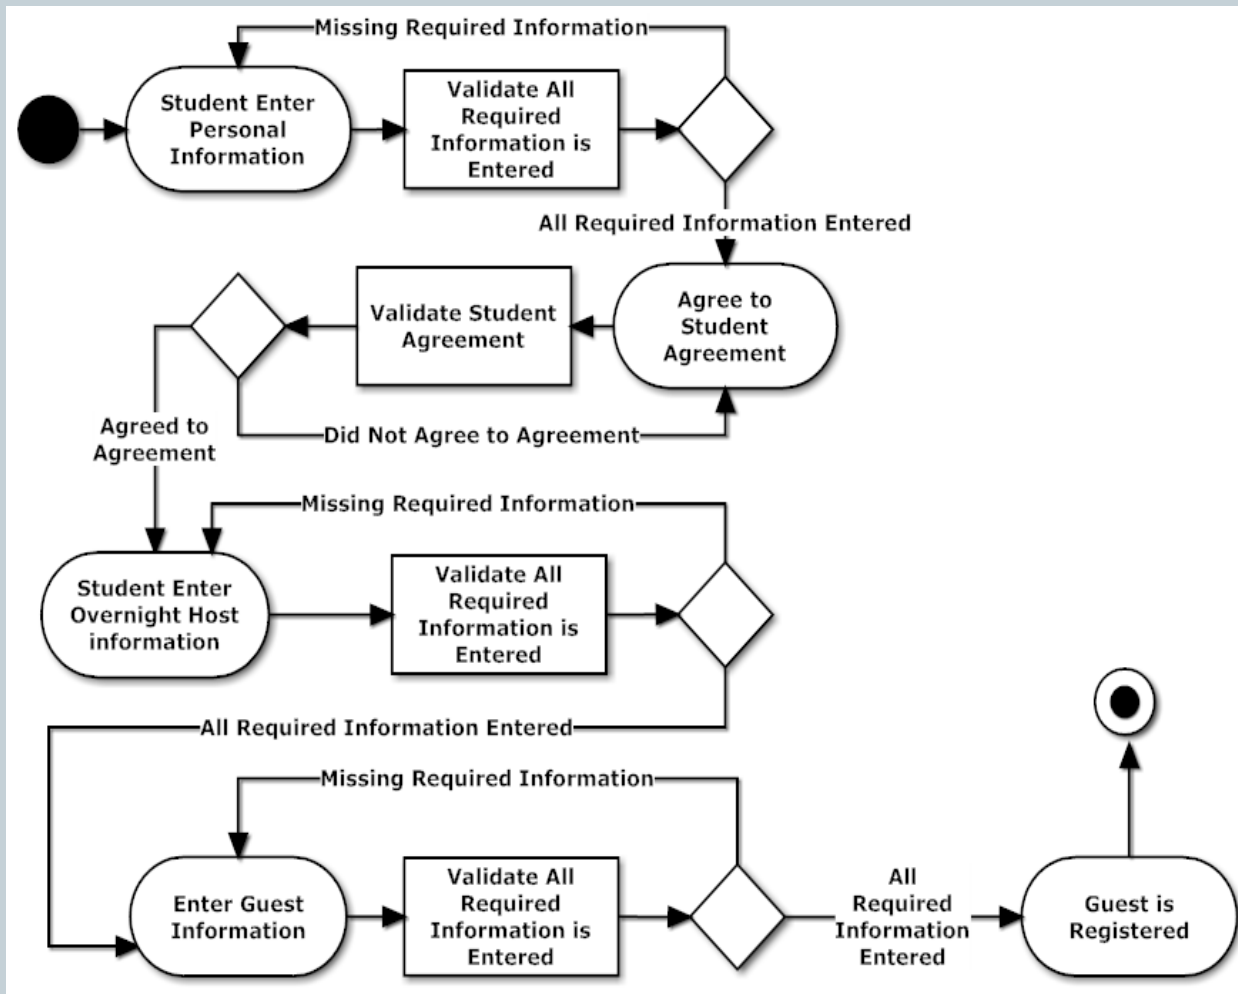 Missing Required Information
Student Enter
Personal
Information
Validate All
Required
Information is
Entered
All Required Information Entered
Agree to
Student
Agreement
Validate Student
Agreement
Did Not Agree to Agreement
Agreed to
Agreement
Missing Required Information
Student Enter
Overnight Host
information
Validate All
Required
Information is
Entered
All Required Information Entered
Missing Required Information
Enter Guest
Information
Validate All
Required
Information is
Entered
All
Required
Information
Entered
Guest is
Registered